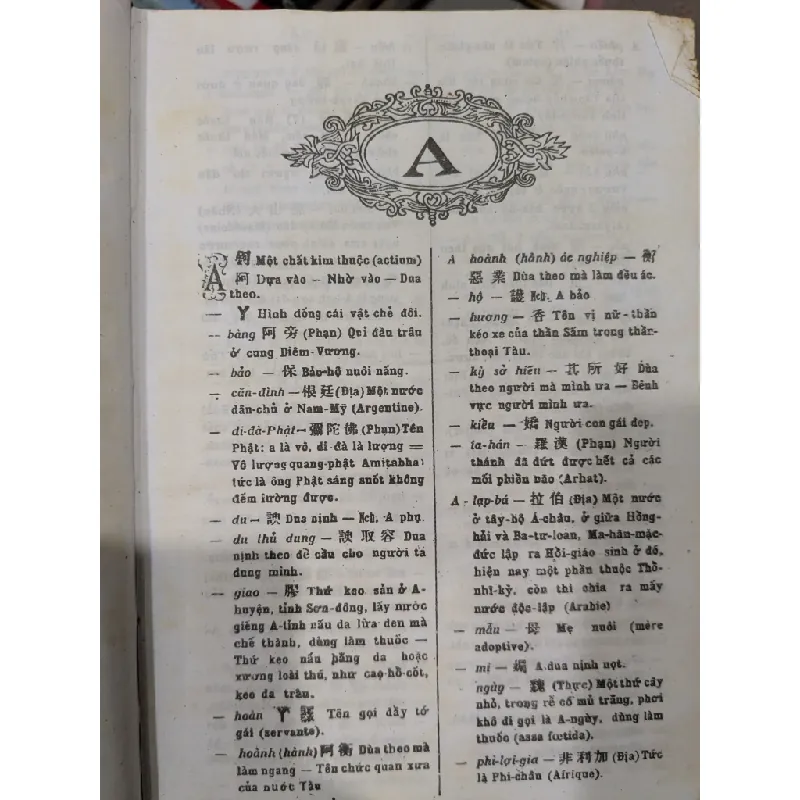 A
A 錒 Một chất kim thuộc (actium)
阿 Dựa vào — Nhờ vào — Dua
theo.
— Y Hình dống cái vật chẻ đôi.
— bàng 阿旁 (Phạn) Quỉ đầu trâu
ở cung Diêm-Vương.
— bảo — 保 Bảo-hộ nuôi nấng.
— căn-đình — 根廷 (Địa) Một nước
dân-chủ ở Nam-Mỹ (Argentine).
— di-đà-Phật — 彌陀佛 (Phạn) Tên
Phật: a là vô, di-đà là lượng =
Vô lượng quang-phật Amitabha:
tức là ông Phật sáng suốt không
đếm lường được.
— du — 諛 Dua nịnh — Nch. A phụ.
— du thủ dung — 諛取容 Dua
nịnh theo để cầu cho người ta
dung mình.
— giao — 膠 Thứ keo sản ở A-
huyện, tỉnh Sơn-đông, lấy nước
giếng A-tỉnh nấu da lừa đen mà
chế thành, dùng làm thuốc —
Thứ keo nấu bằng da hoặc
xương loài thú, như cao-hồ-cốt,
keo da trâu.
— hoàn 丫鬟 Tên gọi đầy tớ
gái (servante).
— hoành (hành) 阿衡 Dùa theo mà
làm ngang — Tên chức quan xưa
của nước Tàu
A hoành (hành) ác nghiệp — 衡
惡業 Dùa theo mà làm đều ác.
— hộ — 護 Nch. A bảo
— hương — 香 Tên vị nữ-thần
kéo xe của thần Sấm trong thần-
thoại Tàu.
— kỳ sở hiếu — 其所好 Dùa
theo người mà mình ưa — Bênh
vực người mình ưa.
— kiều — 嬌 Người con gái đẹp.
— la-hán — 羅漢 (Phạn) Người
thánh đã dứt được hết cả các
mối phiền não (Arhat).
A - lạp-bá — 拉伯 (Địa) Một nước
ở tây-bộ Á-châu, ở giữa Hồng-
hải và Ba-tư-loan, Ma-hân-mặc-
đức lập ra Hồi-giáo sinh ở đó,
hiện nay một phần thuộc Thổ-
nhĩ-kỳ, còn thì chia ra mấy
nước độc-lập (Arabie)
— mẫu — 母 Mẹ nuôi (mère
adoptive).
— mị — 媚 A dua nịnh nọt.
ngùy — 魏 (Thực) Một thứ cây
nhỏ, trong rễ có mủ trắng, phơi
khô đi gọi là A-ngùy, dùng làm
thuốc (assa fœtida).
— phi-lợi-gia — 非利加 (Địa) Tức
là Phi-châu (Afrique).